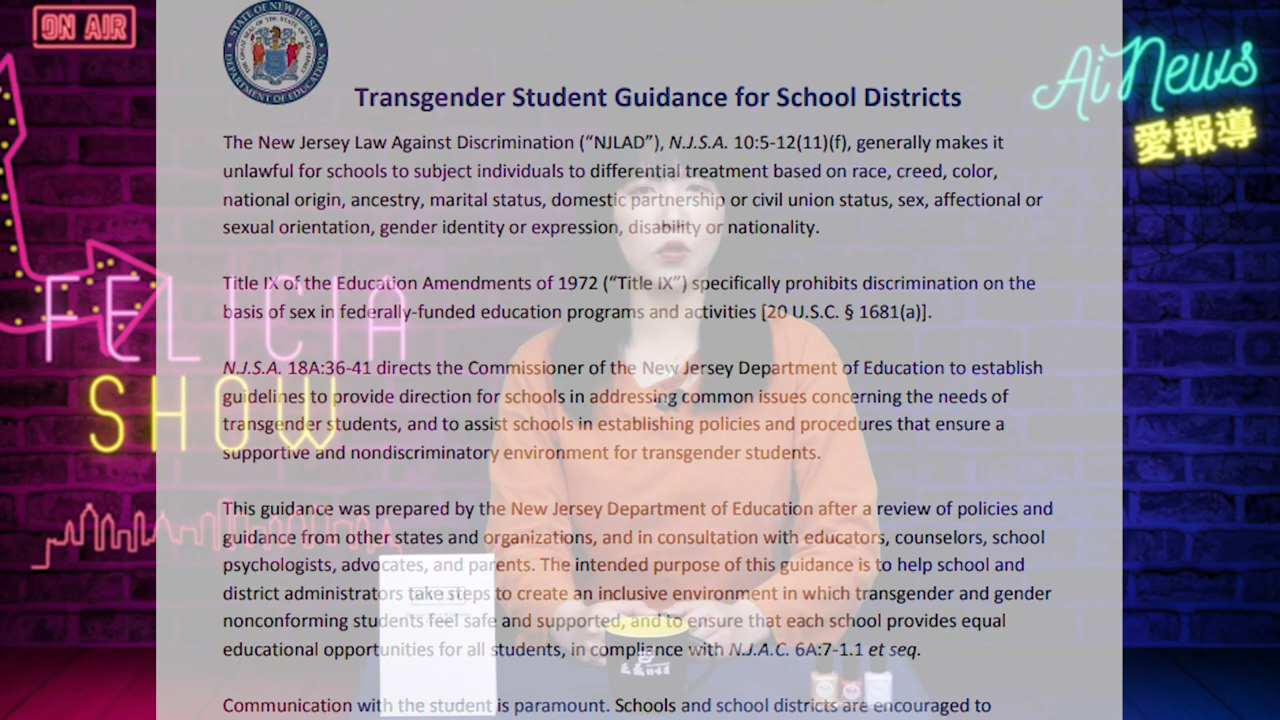 ON AIR
Ai News
愛報導
FELICIA
SHOW
STATE OF NEW JERSEY
DEPARTMENT OF EDUCATION
Transgender Student Guidance for School Districts
The New Jersey Law Against Discrimination (“NJLAD”), N.J.S.A. 10:5-12(11)(f), generally makes it
unlawful for schools to subject individuals to differential treatment based on race, creed, color,
national origin, ancestry, marital status, domestic partnership or civil union status, sex, affectional or
sexual orientation, gender identity or expression, disability or nationality.
Title IX of the Education Amendments of 1972 (“Title IX”) specifically prohibits discrimination on the
basis of sex in federally-funded education programs and activities [20 U.S.C. § 1681(a)].
N.J.S.A. 18A:36-41 directs the Commissioner of the New Jersey Department of Education to establish
guidelines to provide direction for schools in addressing common issues concerning the needs of
transgender students, and to assist schools in establishing policies and procedures that ensure a
supportive and nondiscriminatory environment for transgender students.
This guidance was prepared by the New Jersey Department of Education after a review of policies and
guidance from other states and organizations, and in consultation with educators, counselors, school
psychologists, advocates, and parents. The intended purpose of this guidance is to help school and
district administrators take steps to create an inclusive environment in which transgender and gender
nonconforming students feel safe and supported, and to ensure that each school provides equal
educational opportunities for all students, in compliance with N.J.A.C. 6A:7-1.1 et seq.
Communication with the student is paramount. Schools and school districts are encouraged to